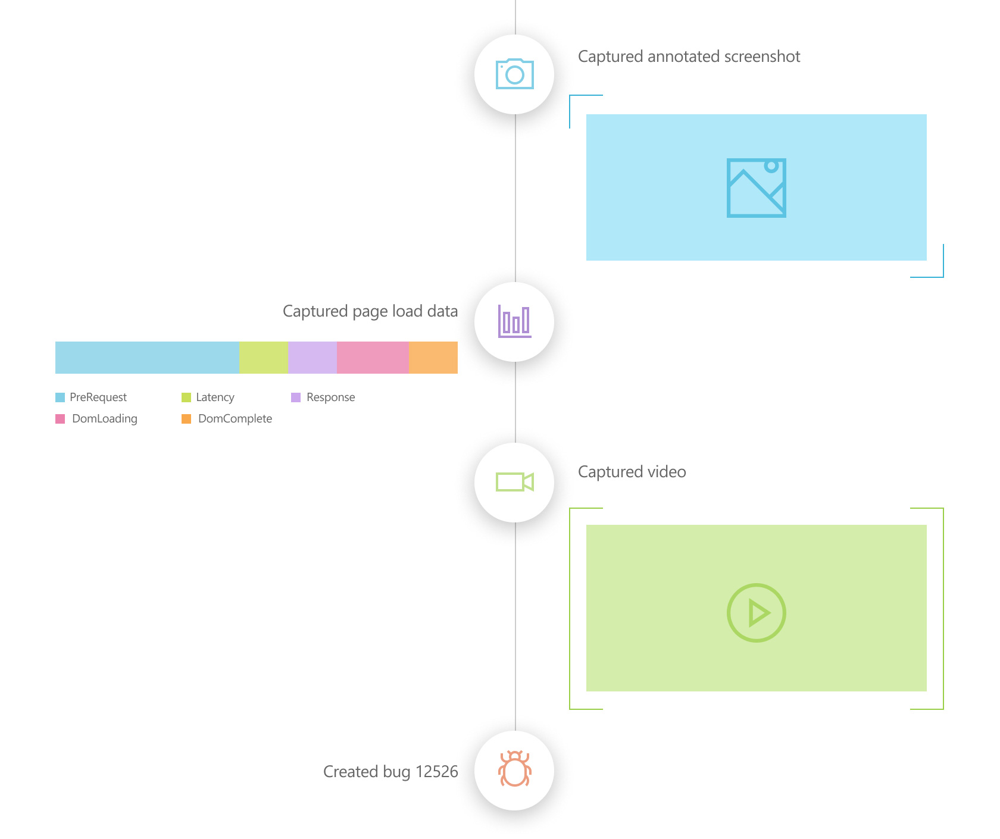 Captured annotated screenshot
Captured page load data
PreRequest
Latency
Response
DomLoading
DomComplete
Captured video
Created bug 12526